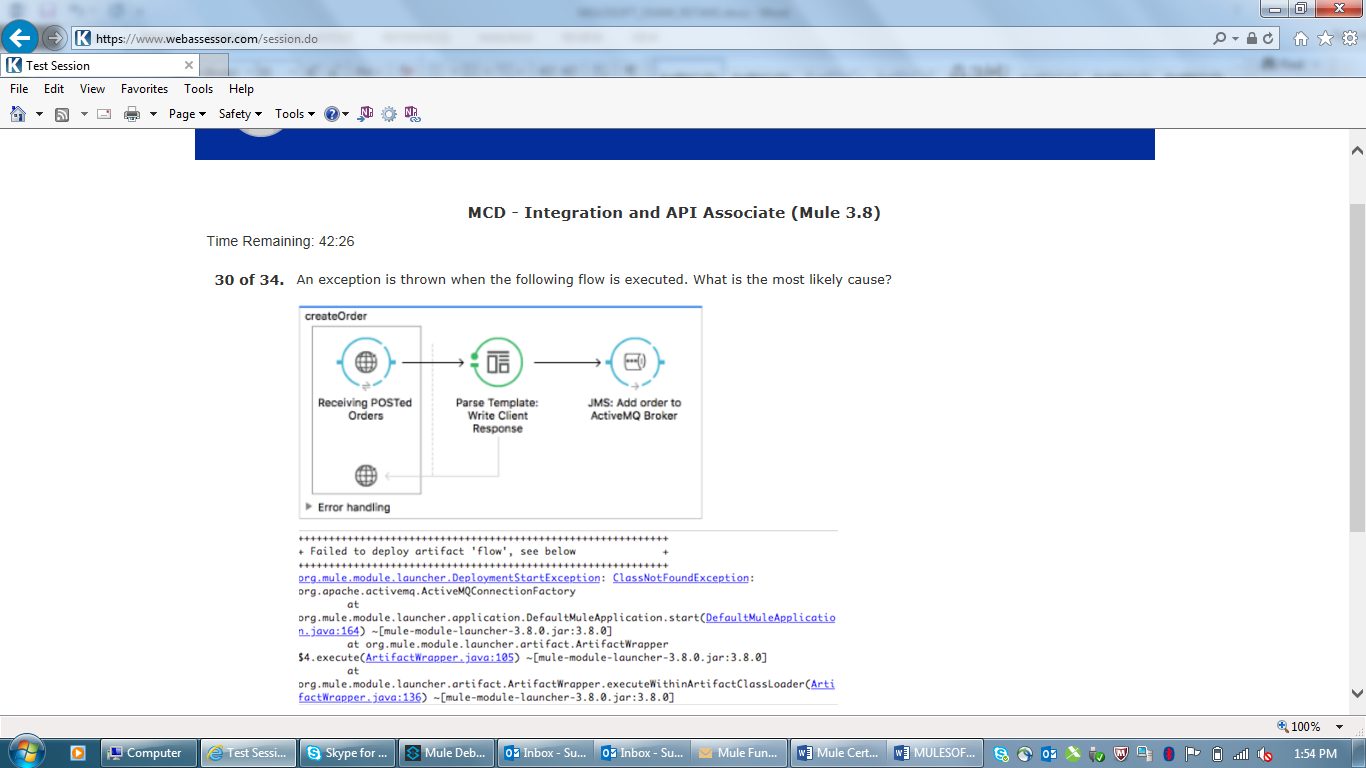 https://www.webassessor.com/session.do
Test Session
File Edit View Favorites Tools Help
Page Safety Tools
MCD - Integration and API Associate (Mule 3.8)
Time Remaining: 42:26
30 of 34. An exception is thrown when the following flow is executed. What is the most likely cause?
createOrder
Receiving POSTed
Orders
Parse Template:
Write Client
Response
JMS: Add order to
ActiveMQ Broker
Error handling
++++++++++++++++++++++++++++++++++++++++++++++++++++++++++++
+ Failed to deploy artifact 'flow', see below +
++++++++++++++++++++++++++++++++++++++++++++++++++++++++++++
org.mule.module.launcher.DeploymentStartException: ClassNotFoundException:
org.apache.activemq.ActiveMQConnectionFactory
at
org.mule.module.launcher.application.DefaultMuleApplication.start(DefaultMuleApplicatio
n.java:164) ~[mule-module-launcher-3.8.0.jar:3.8.0]
at org.mule.module.launcher.artifact.ArtifactWrapper
$4.execute(ArtifactWrapper.java:105) ~[mule-module-launcher-3.8.0.jar:3.8.0]
at
org.mule.module.launcher.artifact.ArtifactWrapper.executeWithinArtifactClassLoader(Arti
factWrapper.java:136) ~[mule-module-launcher-3.8.0.jar:3.8.0]
100%
Computer
Test Sessi...
Skype for ...
Mule Deb...
Inbox - Su...
Inbox - Su...
Mule Fun...
Mule Cert...
MULESOF...
1:54 PM